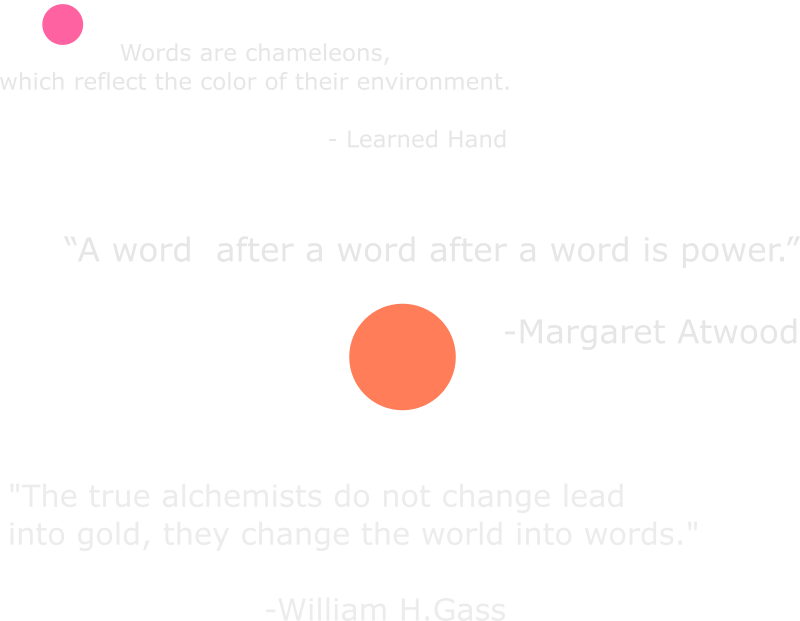 Words are chameleons,
which reflect the color of their environment.
- Learned Hand
“A word  after a word after a word is power.”
-Margaret Atwood
"The true alchemists do not change lead
into gold, they change the world into words."
-William H.Gass